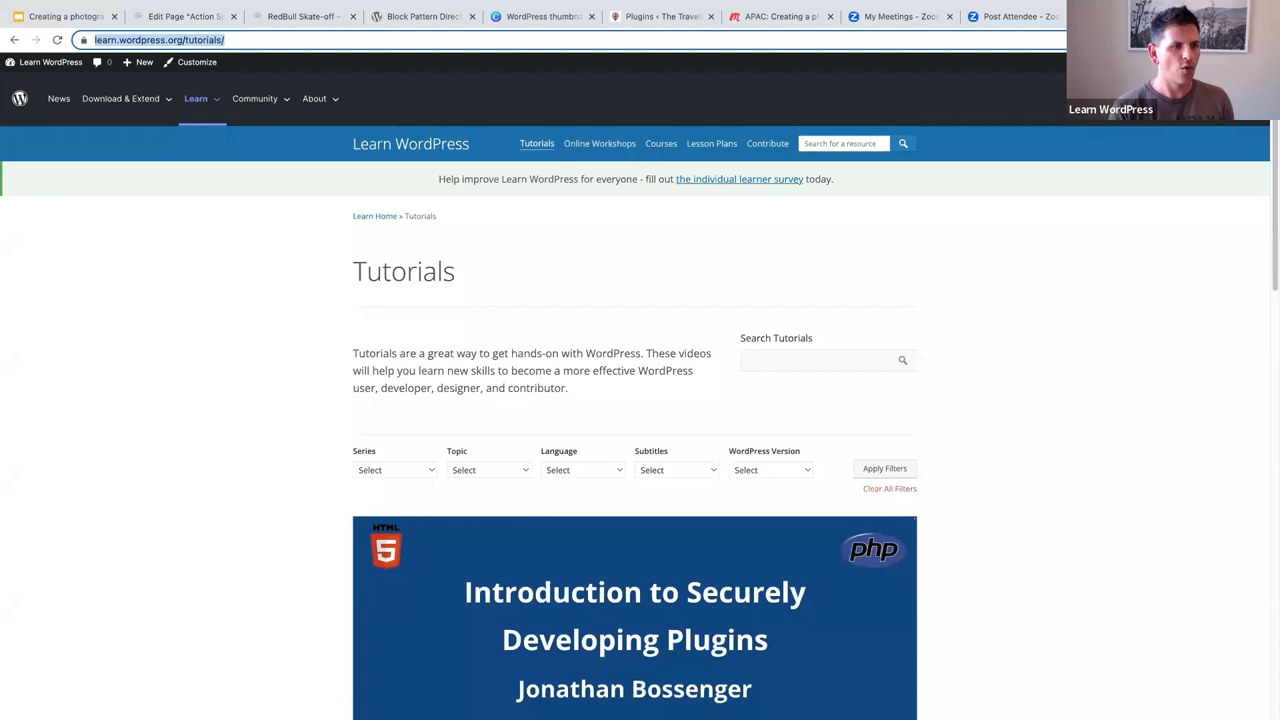 Creating a photogra
Edit Page “Action S
RedBull Skate-off –
Block Pattern Direc
WordPress thumbna
Plugins ‹ The Travel
APAC: Creating a p
My Meetings - Zoo
Post Attendee - Zoo
learn.wordpress.org/tutorials/
Learn WordPress
0
New
Customize
News
Download & Extend
Learn
Community
About
Learn WordPress
Learn WordPress
Tutorials
Online Workshops
Courses
Lesson Plans
Contribute
Search for a resource
Help improve Learn WordPress for everyone - fill out the individual learner survey today.
Learn Home » Tutorials
Tutorials
Tutorials are a great way to get hands-on with WordPress. These videos
will help you learn new skills to become a more effective WordPress
user, developer, designer, and contributor.
Search Tutorials
Series
Topic
Language
Subtitles
WordPress Version
Select
Select
Select
Select
Select
Apply Filters
Clear All Filters
HTML
5
php
Introduction to Securely
Developing Plugins
Jonathan Bossenger